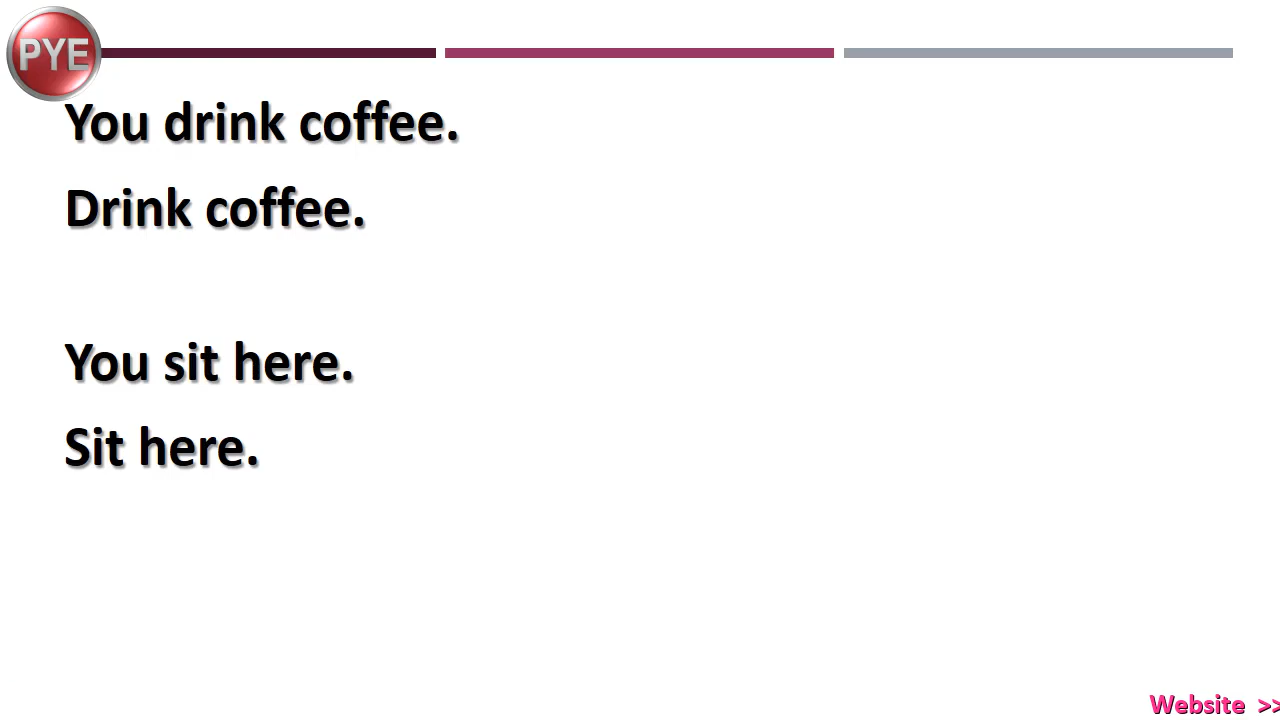 PYE
You drink coffee.
Drink coffee.
You sit here.
Sit here.
Website >>